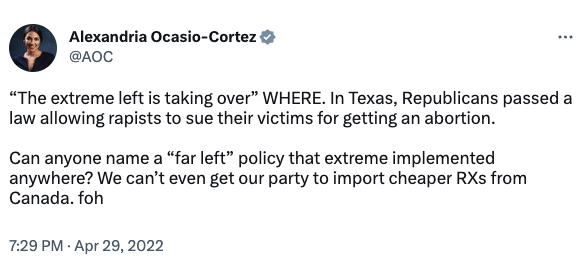 Alexandria Ocasio-Cortez
@AOC
“The extreme left is taking over” WHERE. In Texas, Republicans passed a
law allowing rapists to sue their victims for getting an abortion.
Can anyone name a “far left” policy that extreme implemented
anywhere? We can’t even get our party to import cheaper RXs from
Canada. foh
7:29 PM · Apr 29, 2022